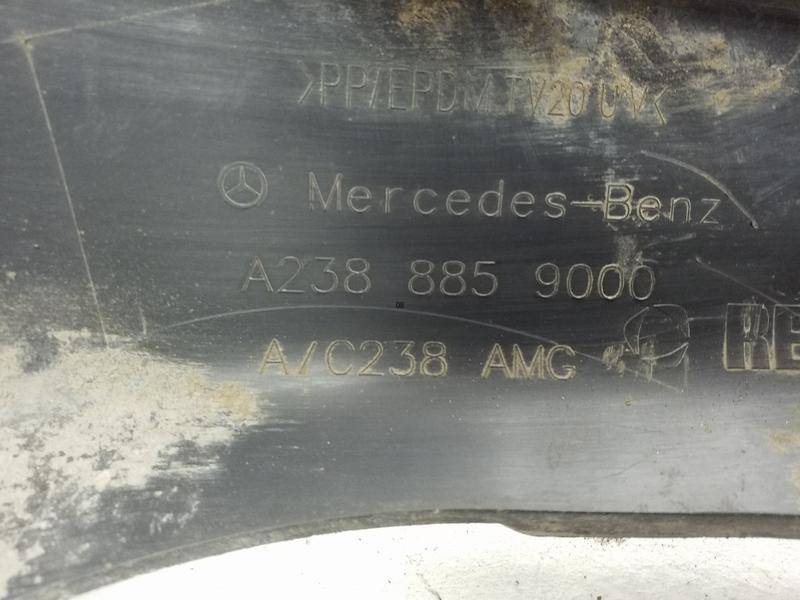 >PP/EPDM TV20 UV<
Mercedes-Benz
A238 885 9000
A/C238 AMG